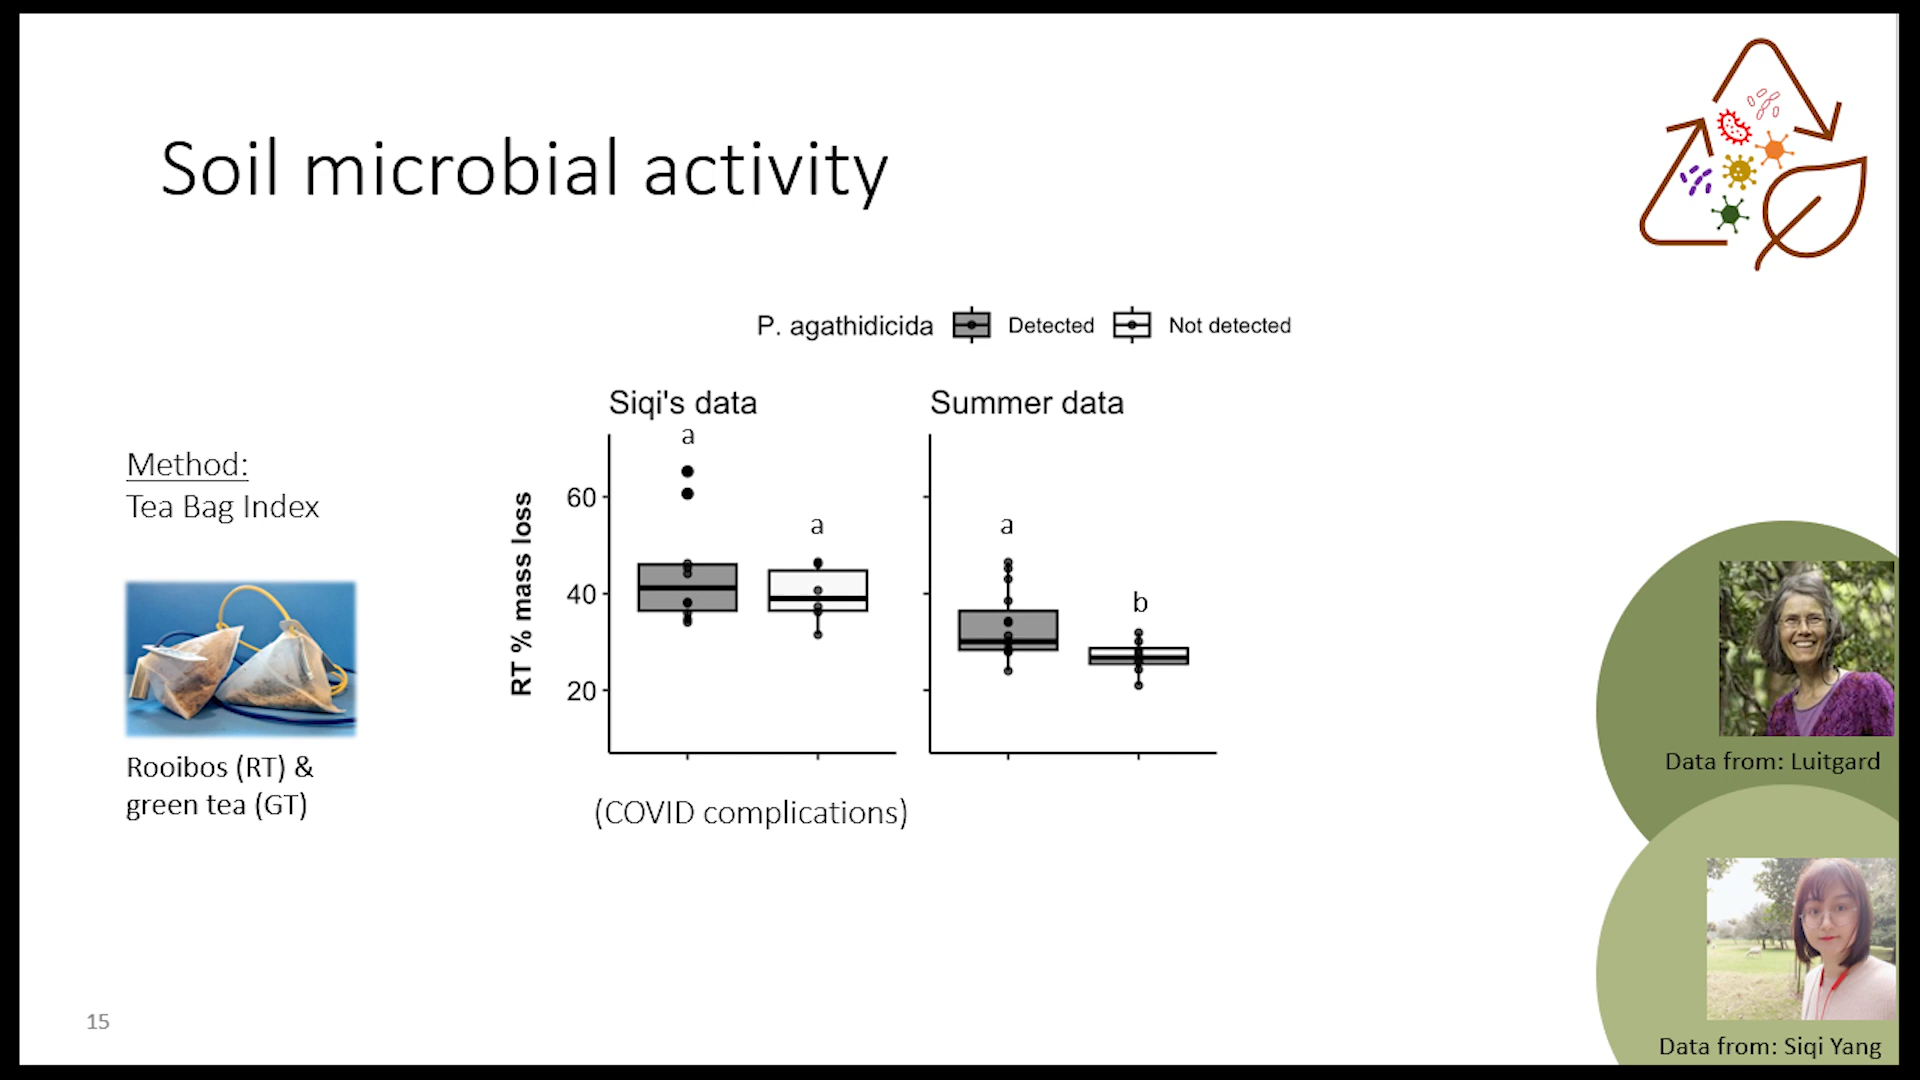 Soil microbial activity
P. agathidicida Detected Not detected
Siqi's data
Summer data
a
a
a
b
RT % mass loss
60
40
20
(COVID complications)
Method:
Tea Bag Index
Rooibos (RT) &
green tea (GT)
Data from: Luitgard
Data from: Siqi Yang
15